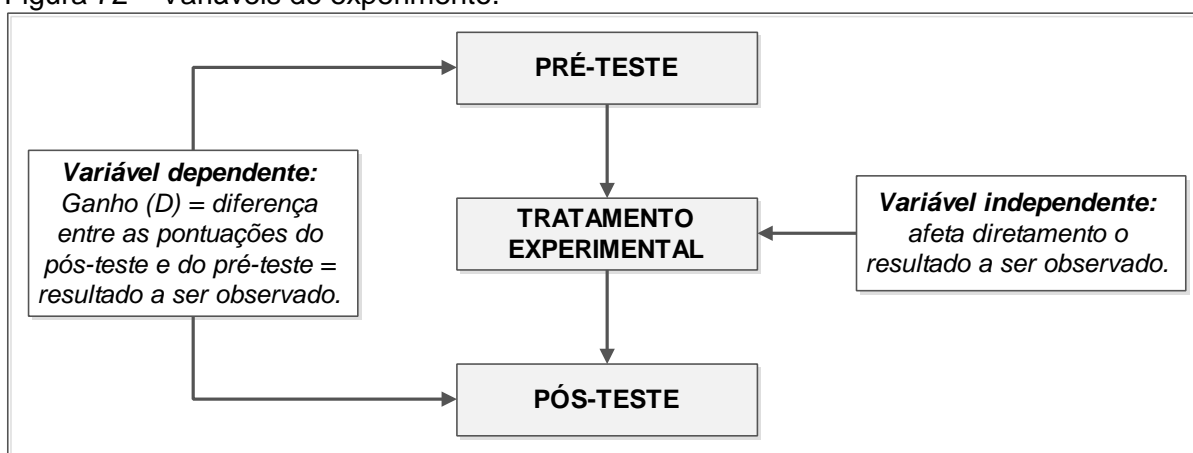 Figura 72 – Variáveis do experimento.
PRÉ-TESTE
Variável dependente:
Ganho (D) = diferença
entre as pontuações do
pós-teste e do pré-teste =
resultado a ser observado.
TRATAMENTO
EXPERIMENTAL
Variável independente:
afeta diretamento o
resultado a ser observado.
PÓS-TESTE